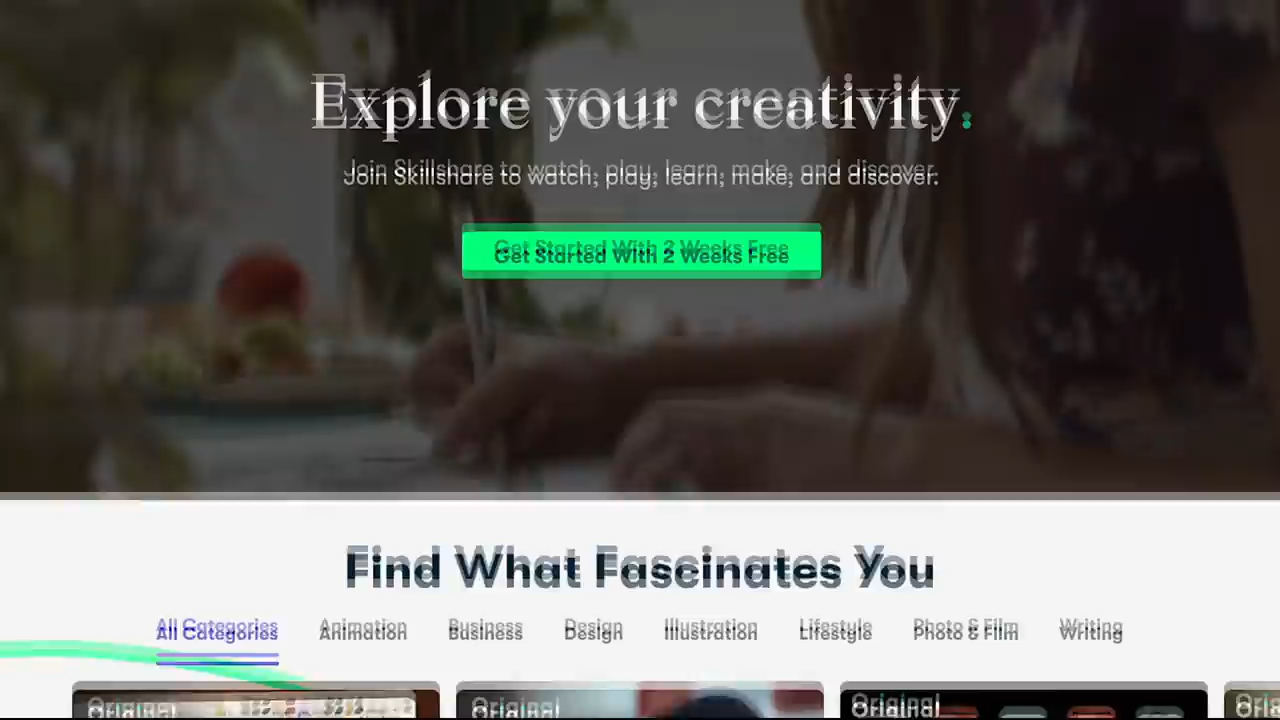 Explore your creativity.
Join Skillshare to watch, play, learn, make, and discover.
Get Started With 2 Weeks Free
Find What Fascinates You
All Categories Animation Business Design Illustration Lifestyle Photo & Film Writing
Original Original Original